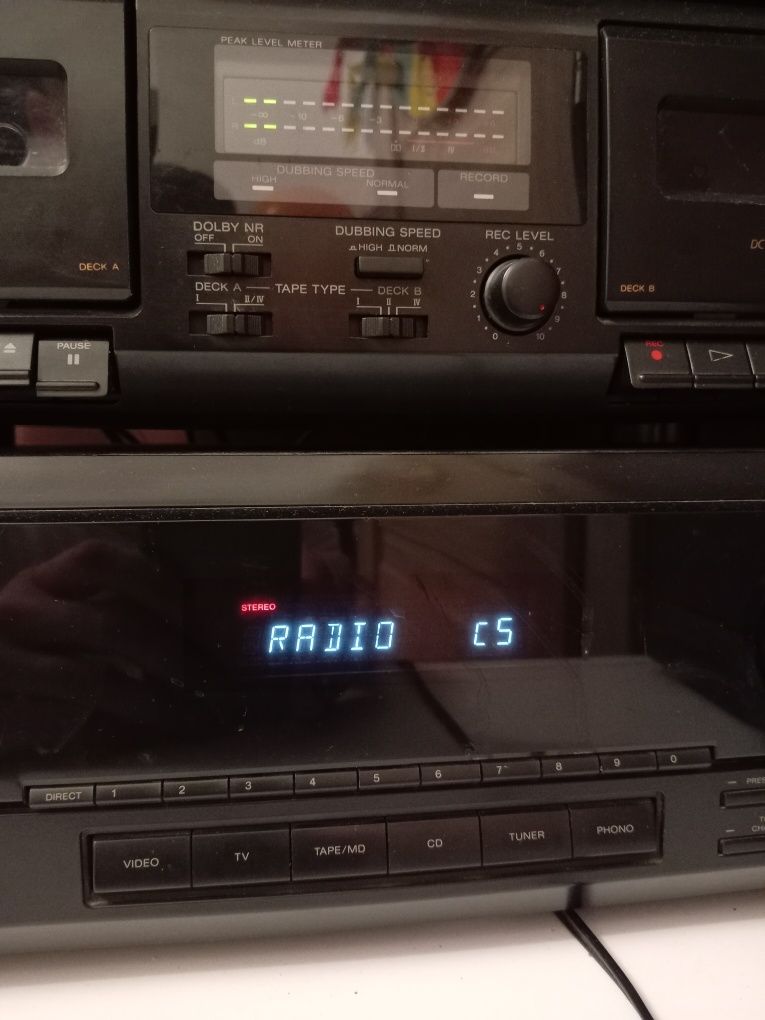 PEAK LEVEL METER
L
-∞ -10 -6 -3
R
dB
DUBBING SPEED
HIGH NORMAL
RECORD
DOLBY NR
OFF ON
DUBBING SPEED
HIGH NORM
REC LEVEL
0 2 3 4 5 6 7 8 9 10
DECK A
DECK A TAPE TYPE DECK B
I II/IV
I II IV
DECK B
PAUSE
REC
STEREO
RADIO C5
DIRECT 1 2 3 4 5 6 7 8 9 0
VIDEO TV TAPE/MD CD TUNER PHONO